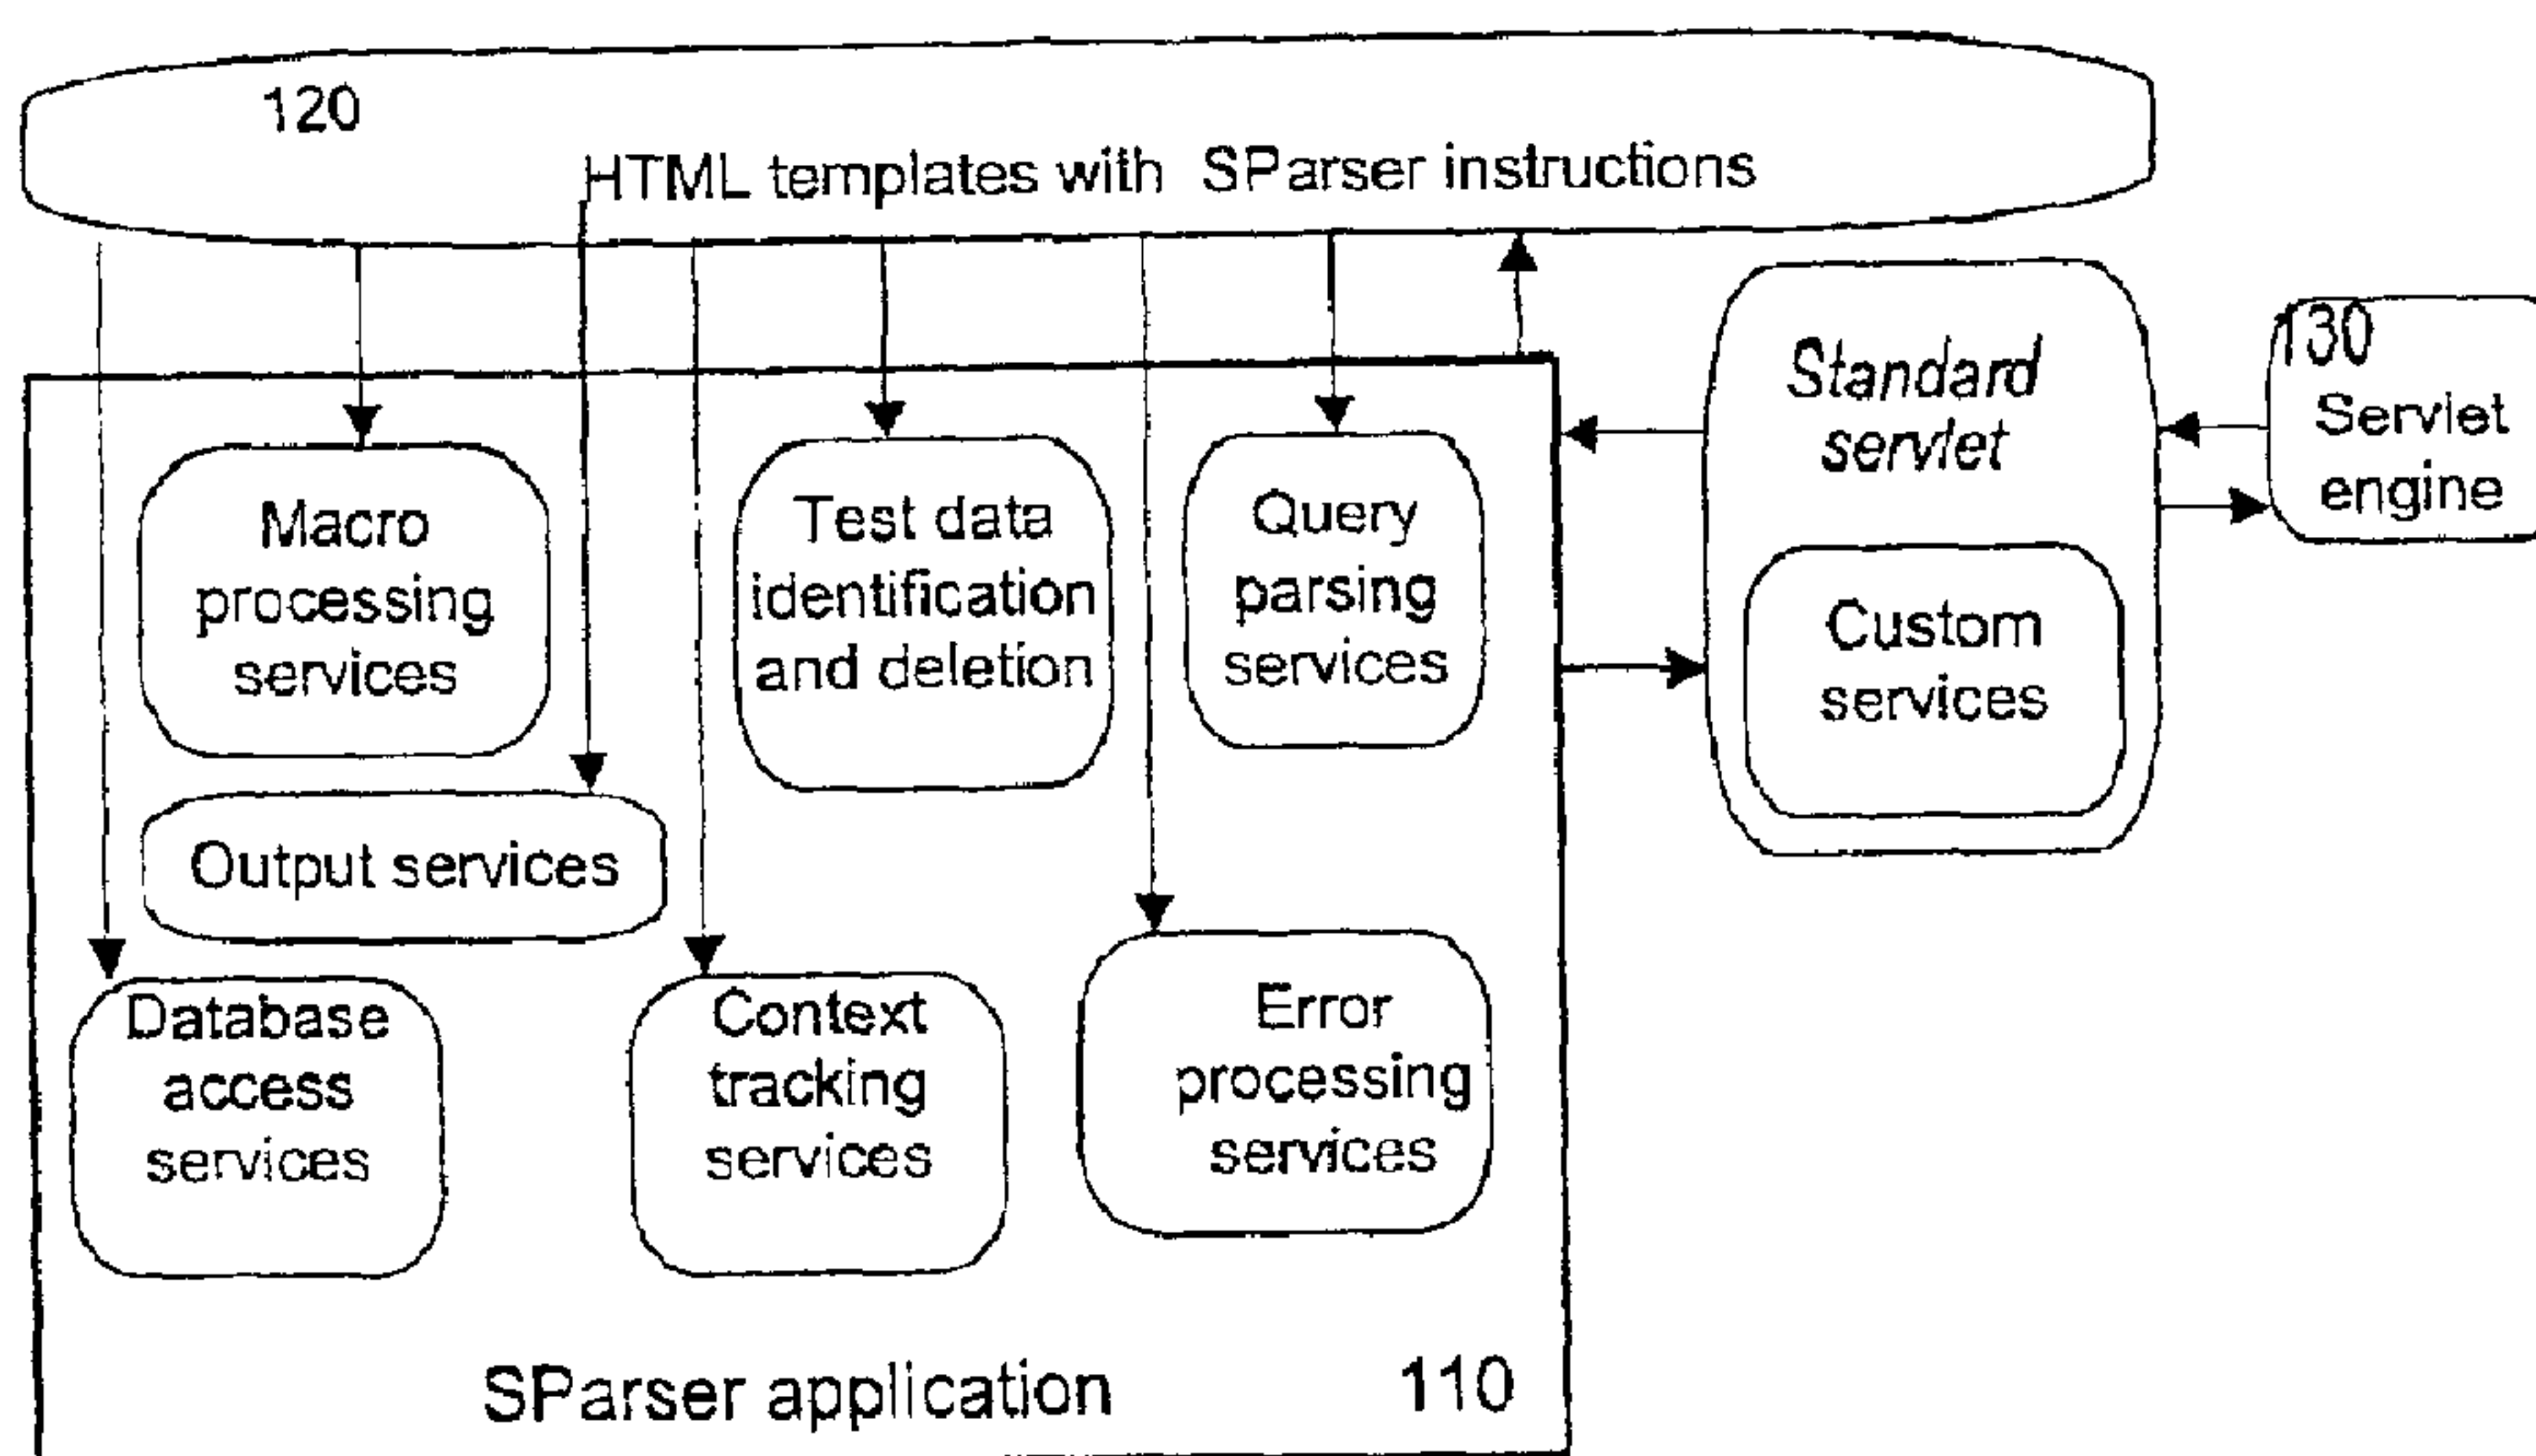 120
HTML templates with SParser instructions
130
Servlet
engine
Standard
servlet
Custom
services
Macro
processing
services
Test data
identification
and deletion
Query
parsing
services
Output services
Database
access
services
Context
tracking
services
Error
processing
services
SParser application
110